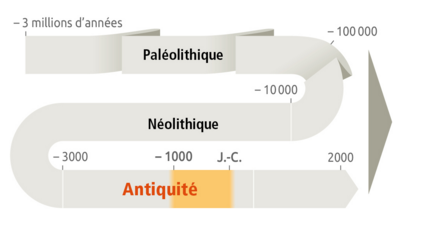 – 3 millions d'années
– 100 000
Paléolithique
– 10 000
Néolithique
– 3000
– 1000
J.-C.
2000
Antiquité